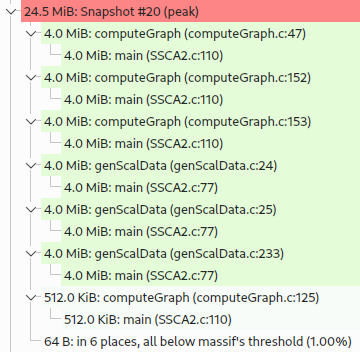 24.5 MiB: Snapshot #20 (peak)
4.0 MiB: computeGraph (computeGraph.c:47)
4.0 MiB: main (SSCA2.c:110)
4.0 MiB: computeGraph (computeGraph.c:152)
4.0 MiB: main (SSCA2.c:110)
4.0 MiB: computeGraph (computeGraph.c:153)
4.0 MiB: main (SSCA2.c:110)
4.0 MiB: genScalData (genScalData.c:24)
4.0 MiB: main (SSCA2.c:77)
4.0 MiB: genScalData (genScalData.c:25)
4.0 MiB: main (SSCA2.c:77)
4.0 MiB: genScalData (genScalData.c:233)
4.0 MiB: main (SSCA2.c:77)
512.0 KiB: computeGraph (computeGraph.c:125)
512.0 KiB: main (SSCA2.c:110)
64 B: in 6 places, all below massif's threshold (1.00%)